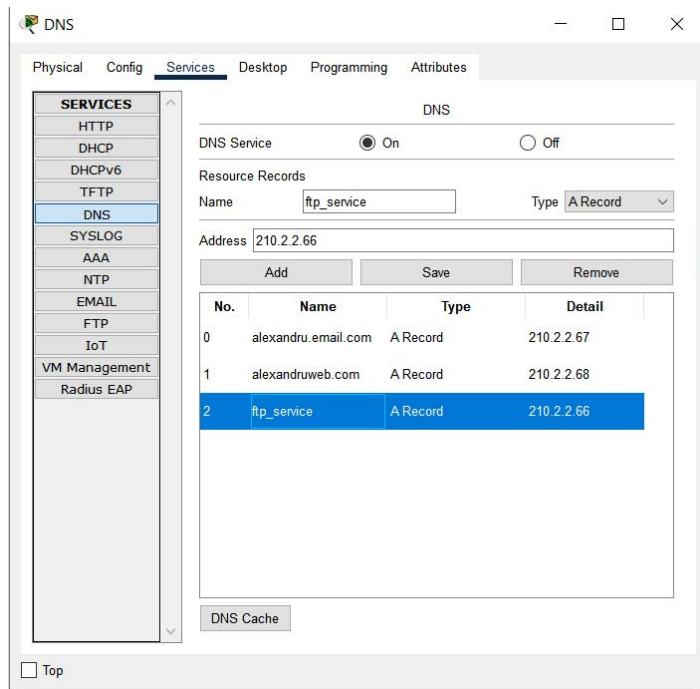 DNS
Physical Config Services Desktop Programming Attributes
SERVICES
HTTP
DHCP
DHCPv6
TFTP
DNS
SYSLOG
AAA
NTP
EMAIL
FTP
IoT
VM Management
Radius EAP
DNS
DNS Service On Off
Resource Records
Name ftp_service Type A Record
Address 210.2.2.66
Add Save Remove
No. Name Type Detail
0 alexandru.email.com A Record 210.2.2.67
1 alexandruweb.com A Record 210.2.2.68
2 ftp_service A Record 210.2.2.66
DNS Cache
Top